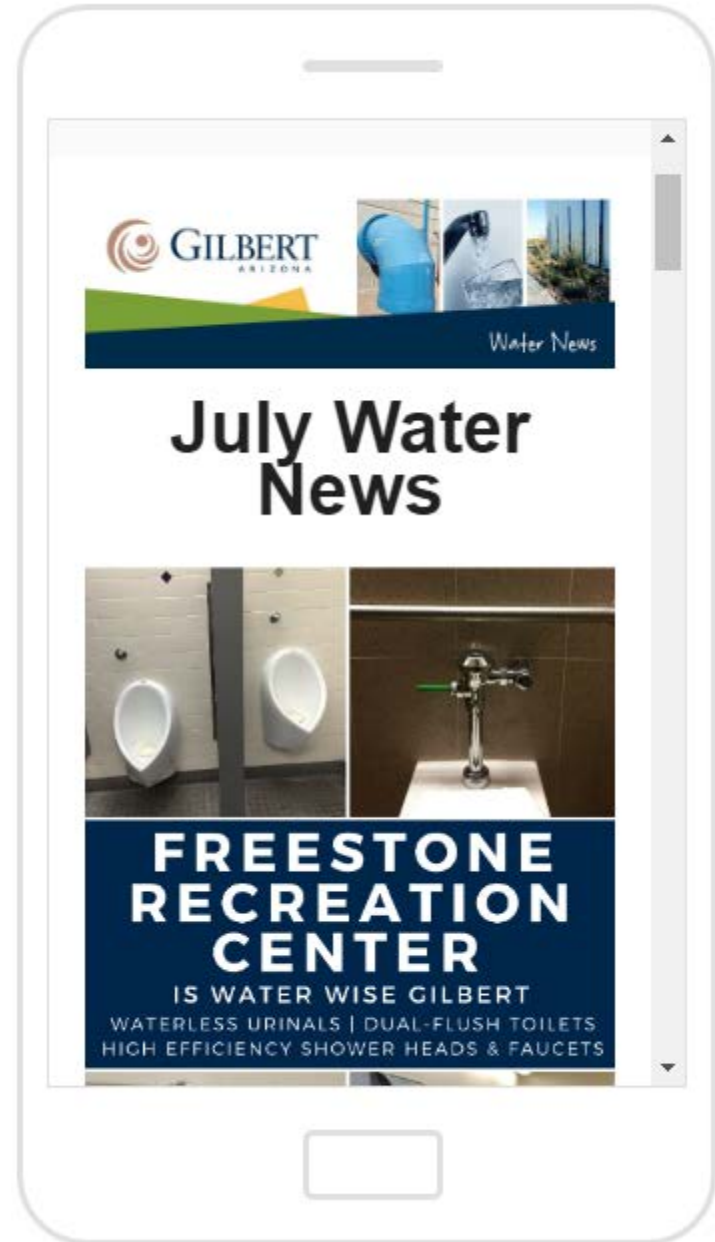 GILBERT
ARIZONA
Water News
July Water
News
FREESTONE
RECREATION
CENTER
IS WATER WISE GILBERT
WATERLESS URINALS | DUAL-FLUSH TOILETS
HIGH EFFICIENCY SHOWER HEADS & FAUCETS